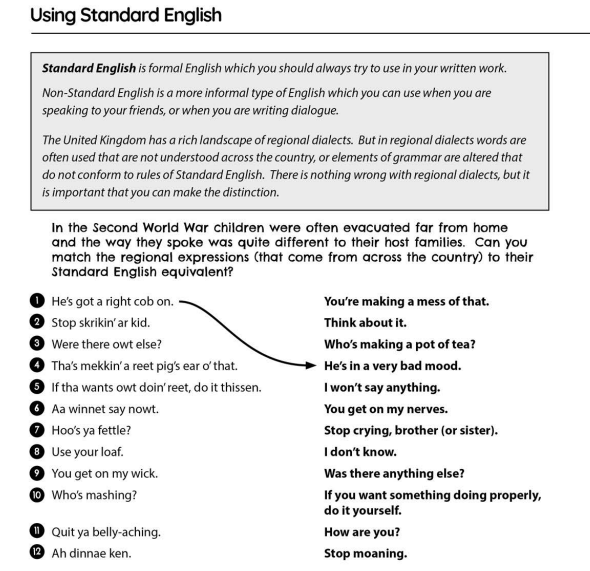 Using Standard English
Standard English is formal English which you should always try to use in your written work.
Non-Standard English is a more informal type of English which you can use when you are
speaking to your friends, or when you are writing dialogue.
The United Kingdom has a rich landscape of regional dialects.  But in regional dialects words are
often used that are not understood across the country, or elements of grammar are altered that
do not conform to rules of Standard English.  There is nothing wrong with regional dialects, but it
is important that you can make the distinction.
In the Second World War children were often evacuated far from home
and the way they spoke was quite different to their host families.  Can you
match the regional expressions (that come from across the country) to their
Standard English equivalent?
1 He's got a right cob on. You're making a mess of that.
2 Stop skrikin' ar kid. Think about it.
3 Were there owt else? Who's making a pot of tea?
4 Tha's mekkin' a reet pig's ear o' that. He's in a very bad mood.
5 If tha wants owt doin' reet, do it thissen. I won't say anything.
6 Aa winnet say nowt. You get on my nerves.
7 Hoo's ya fettle? Stop crying, brother (or sister).
8 Use your loaf. I don't know.
9 You get on my wick. Was there anything else?
10 Who's mashing? If you want something doing properly,
do it yourself.
11 Quit ya belly-aching. How are you?
12 Ah dinnae ken. Stop moaning.